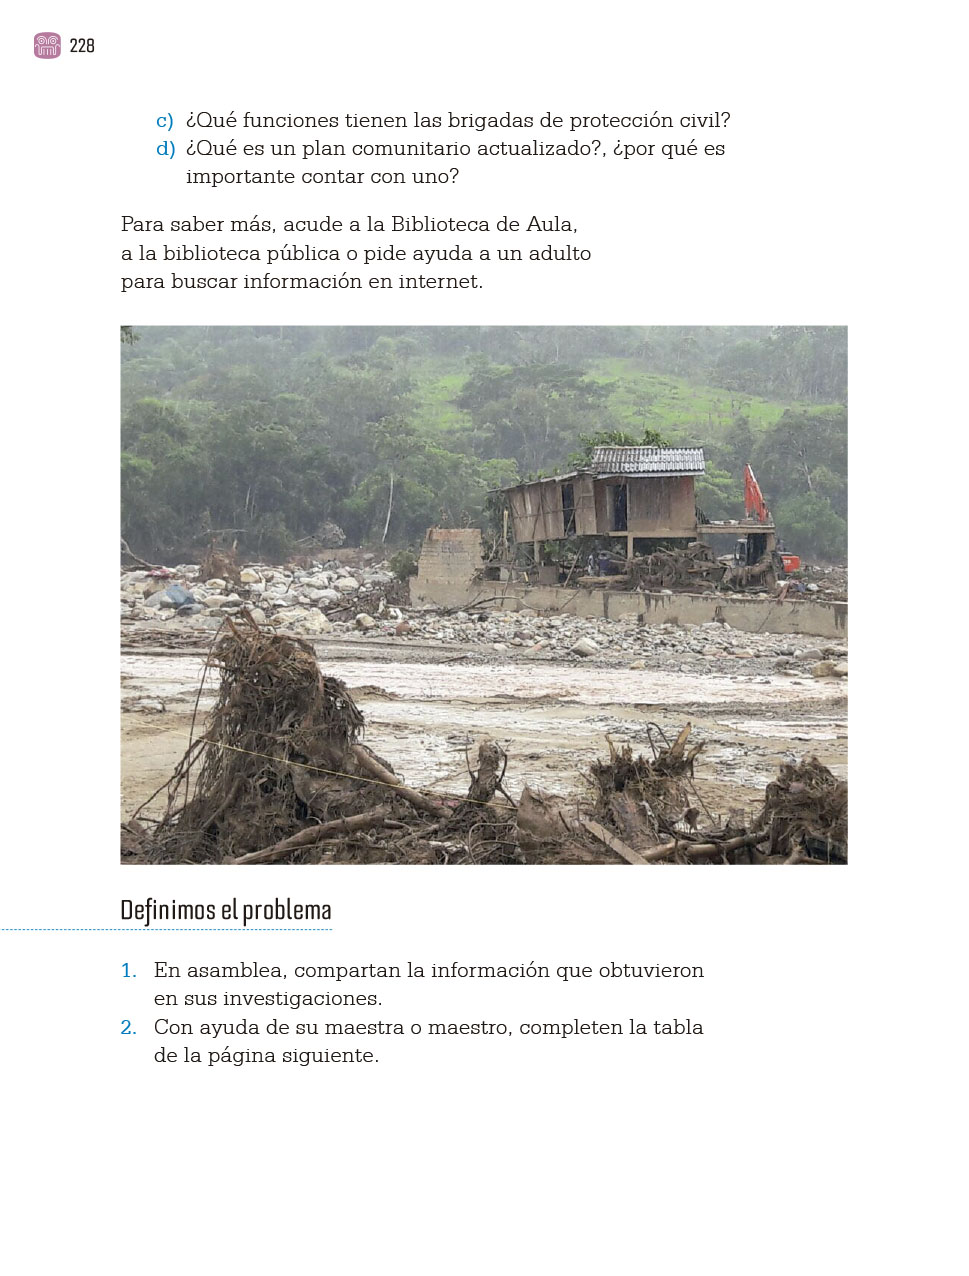 228
c) ¿Qué funciones tienen las brigadas de protección civil?
d) ¿Qué es un plan comunitario actualizado?, ¿por qué es
importante contar con uno?
Para saber más, acude a la Biblioteca de Aula,
a la biblioteca pública o pide ayuda a un adulto
para buscar información en internet.
Definimos el problema
1. En asamblea, compartan la información que obtuvieron
en sus investigaciones.
2. Con ayuda de su maestra o maestro, completen la tabla
de la página siguiente.